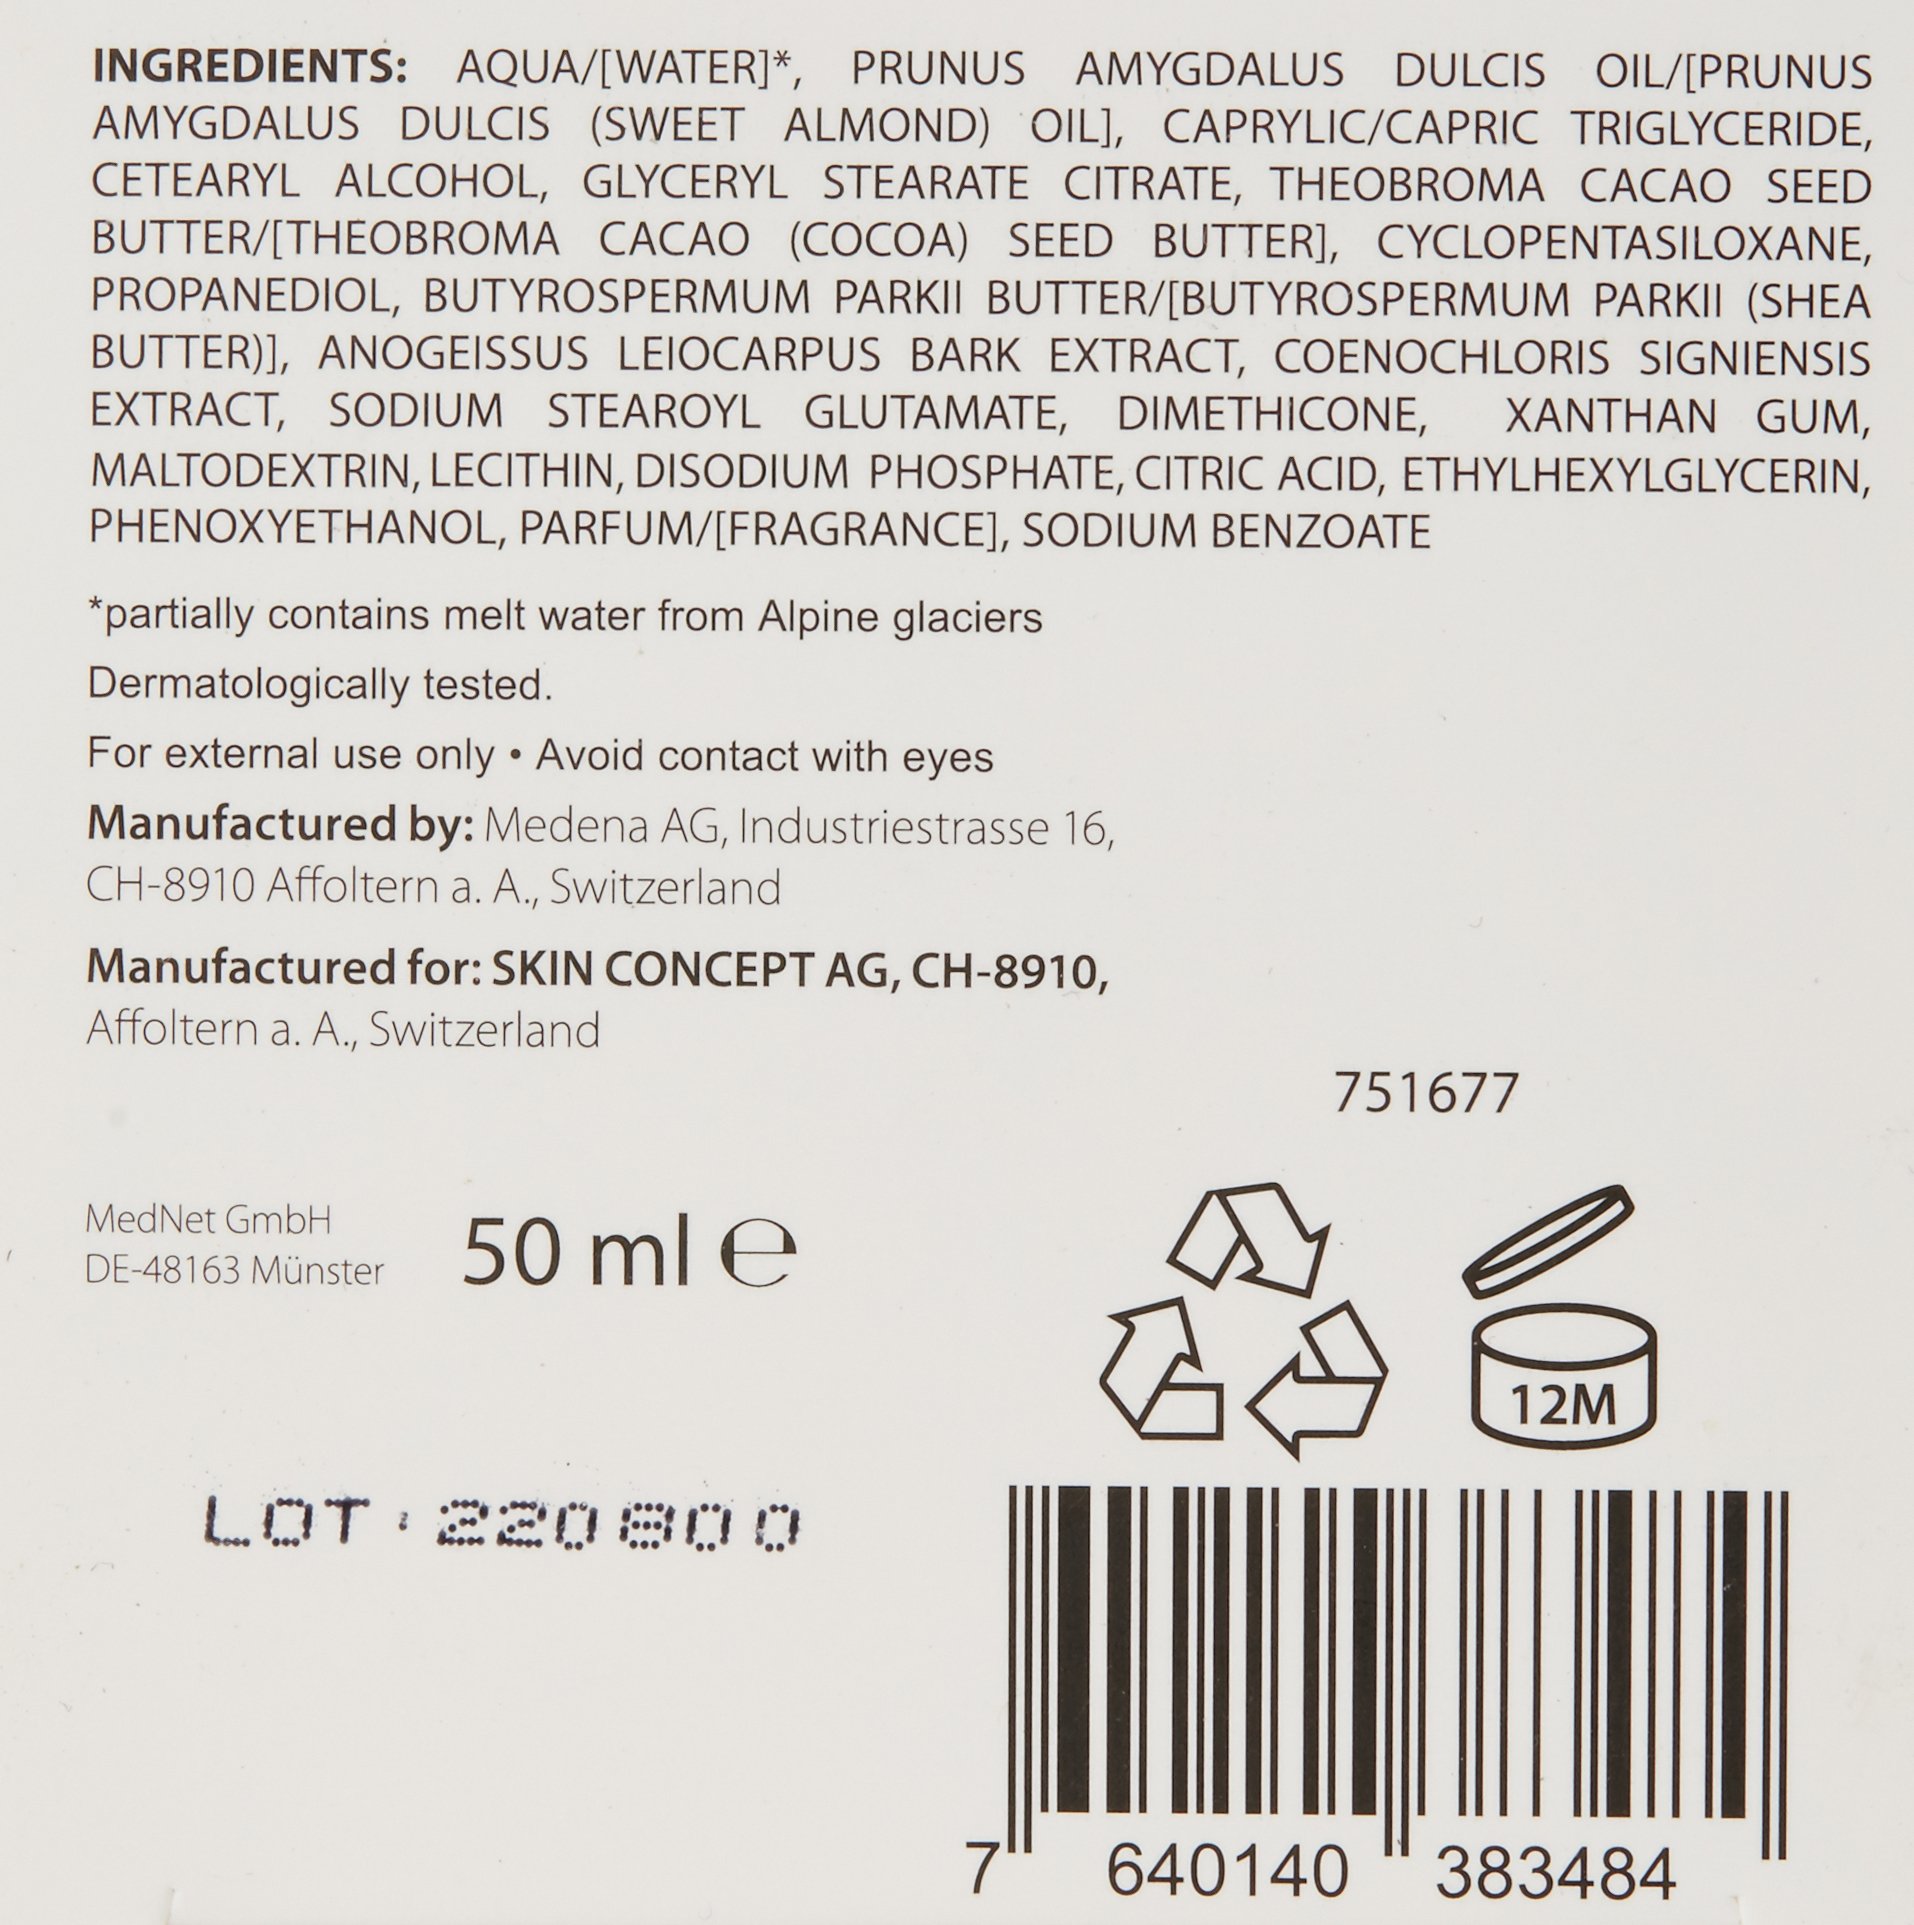 INGREDIENTS: AQUA/[WATER]*, PRUNUS AMYGDALUS DULCIS OIL/[PRUNUS
AMYGDALUS DULCIS (SWEET ALMOND) OIL], CAPRYLIC/CAPRIC TRIGLYCERIDE,
CETEARYL ALCOHOL, GLYCERYL STEARATE CITRATE, THEOBROMA CACAO SEED
BUTTER/[THEOBROMA CACAO (COCOA) SEED BUTTER], CYCLOPENTASILOXANE,
PROPANEDIOL, BUTYROSPERMUM PARKII BUTTER/[BUTYROSPERMUM PARKII (SHEA
BUTTER)], ANOGEISSUS LEIOCARPUS BARK EXTRACT, COENOCHLORIS SIGNIENSIS
EXTRACT, SODIUM STEAROYL GLUTAMATE, DIMETHICONE, XANTHAN GUM,
MALTODEXTRIN, LECITHIN, DISODIUM PHOSPHATE, CITRIC ACID, ETHYLHEXYLGLYCERIN,
PHENOXYETHANOL, PARFUM/[FRAGRANCE], SODIUM BENZOATE
*partially contains melt water from Alpine glaciers
Dermatologically tested.
For external use only • Avoid contact with eyes
Manufactured by: Medena AG, Industriestrasse 16,
CH-8910 Affoltern a. A., Switzerland
Manufactured for: SKIN CONCEPT AG, CH-8910,
Affoltern a. A., Switzerland
751677
MedNet GmbH
DE-48163 Münster
50 ml ℮
12M
LOT: 220800
7 640140 383484